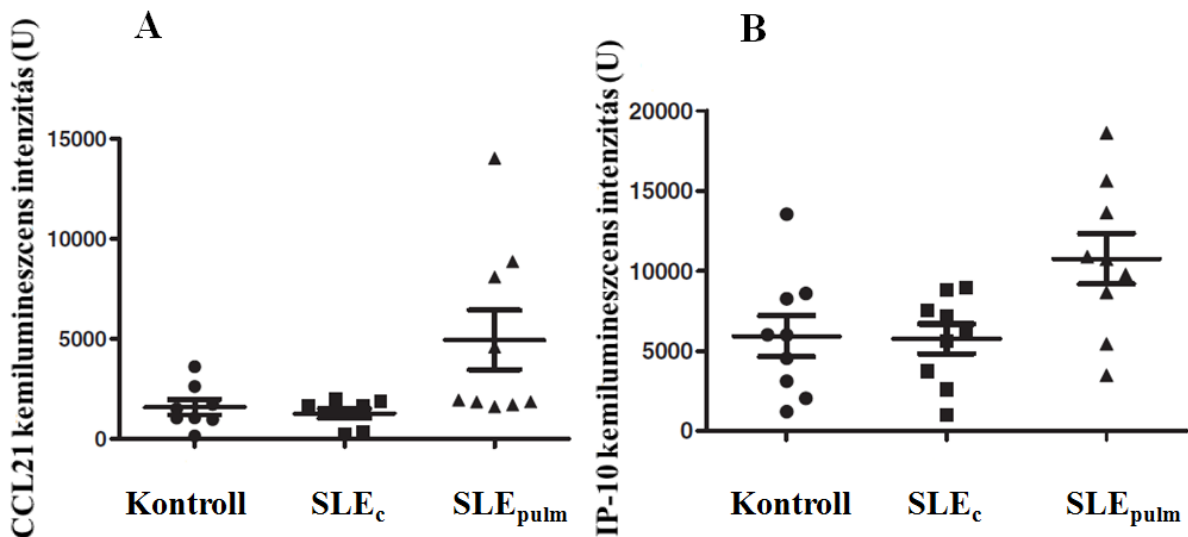 A
CCL21 kemilumineszcens intenzitás (U)
15000
10000
5000
0
Kontroll
SLEc
SLEpulm
B
IP-10 kemilumineszcens intenzitás (U)
20000
15000
10000
5000
0
Kontroll
SLEc
SLEpulm